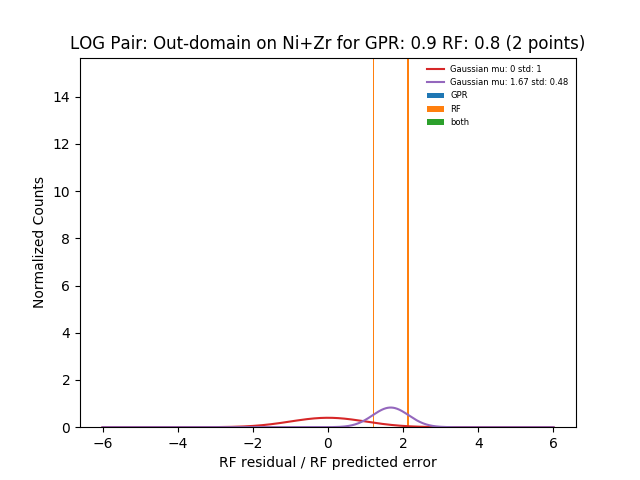 LOG Pair: Out-domain on Ni+Zr for GPR: 0.9 RF: 0.8 (2 points)
Gaussian mu: 0 std: 1
Gaussian mu: 1.67 std: 0.48
GPR
RF
both
14
12
10
8
6
4
2
0
Normalized Counts
−6 −4 −2 0 2 4 6
RF residual / RF predicted error